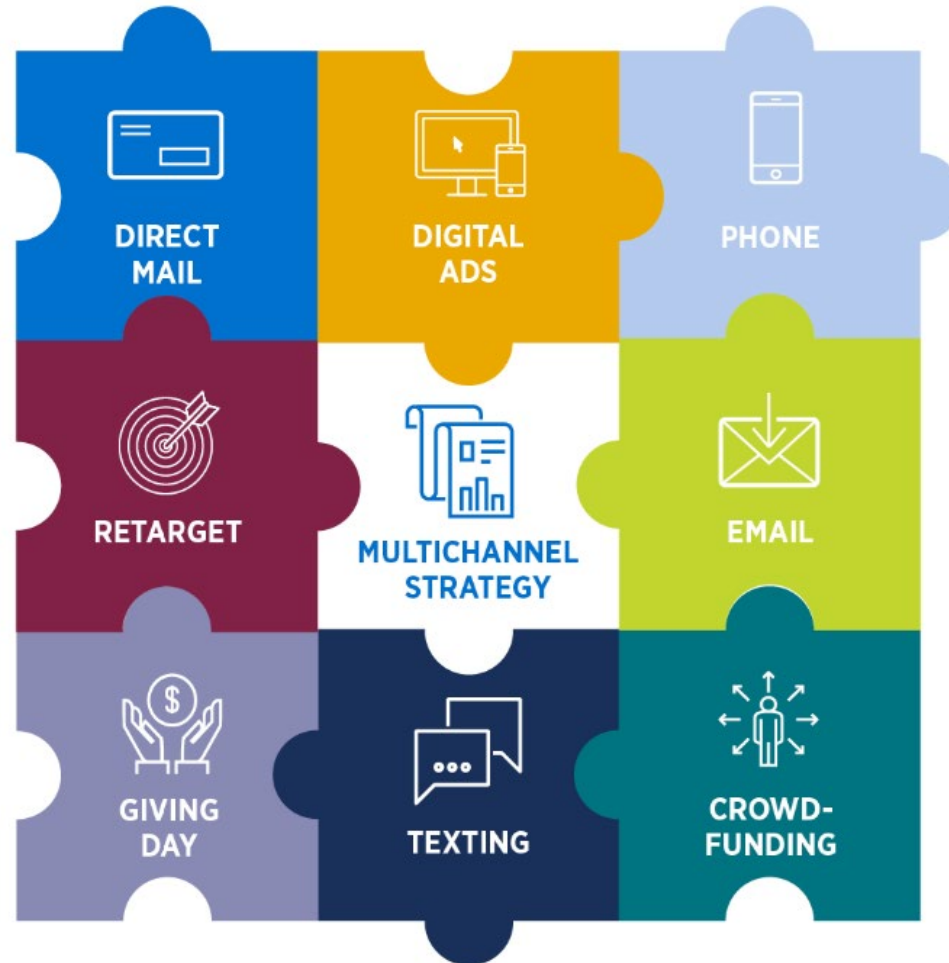 DIRECT
MAIL
DIGITAL
ADS
PHONE
RETARGET
MULTICHANNEL
STRATEGY
EMAIL
$
GIVING
DAY
TEXTING
CROWD-
FUNDING